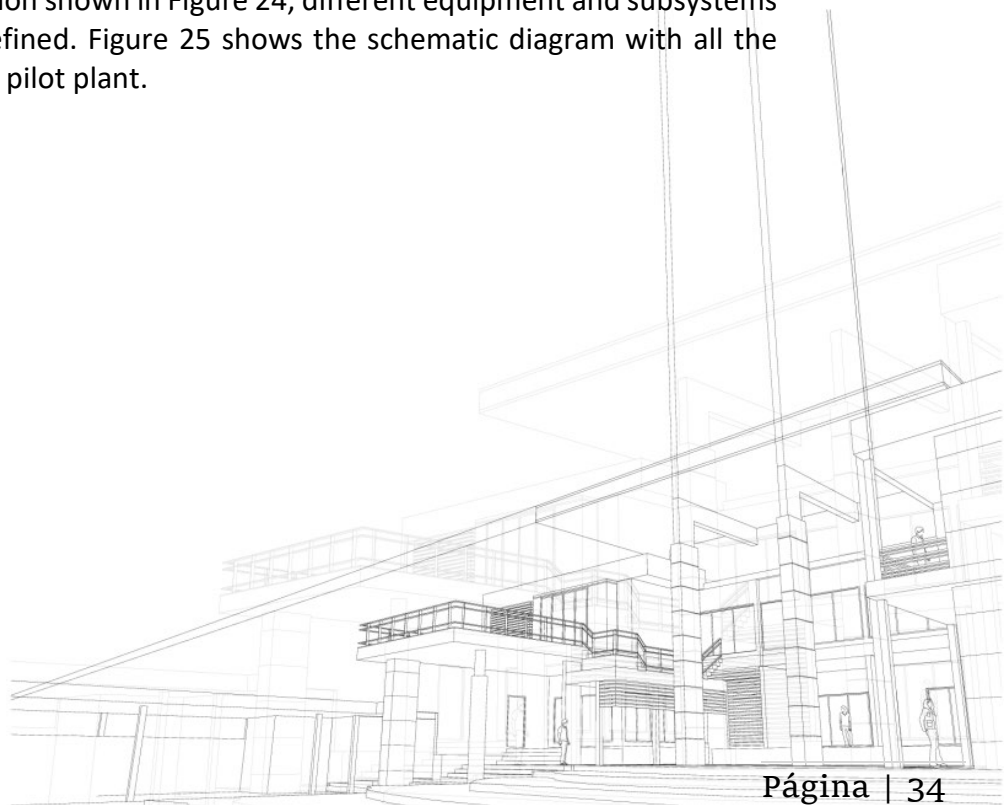 on shown in Figure 24, different equipment and subsystems
efined. Figure 25 shows the schematic diagram with all the
pilot plant.
Página | 34